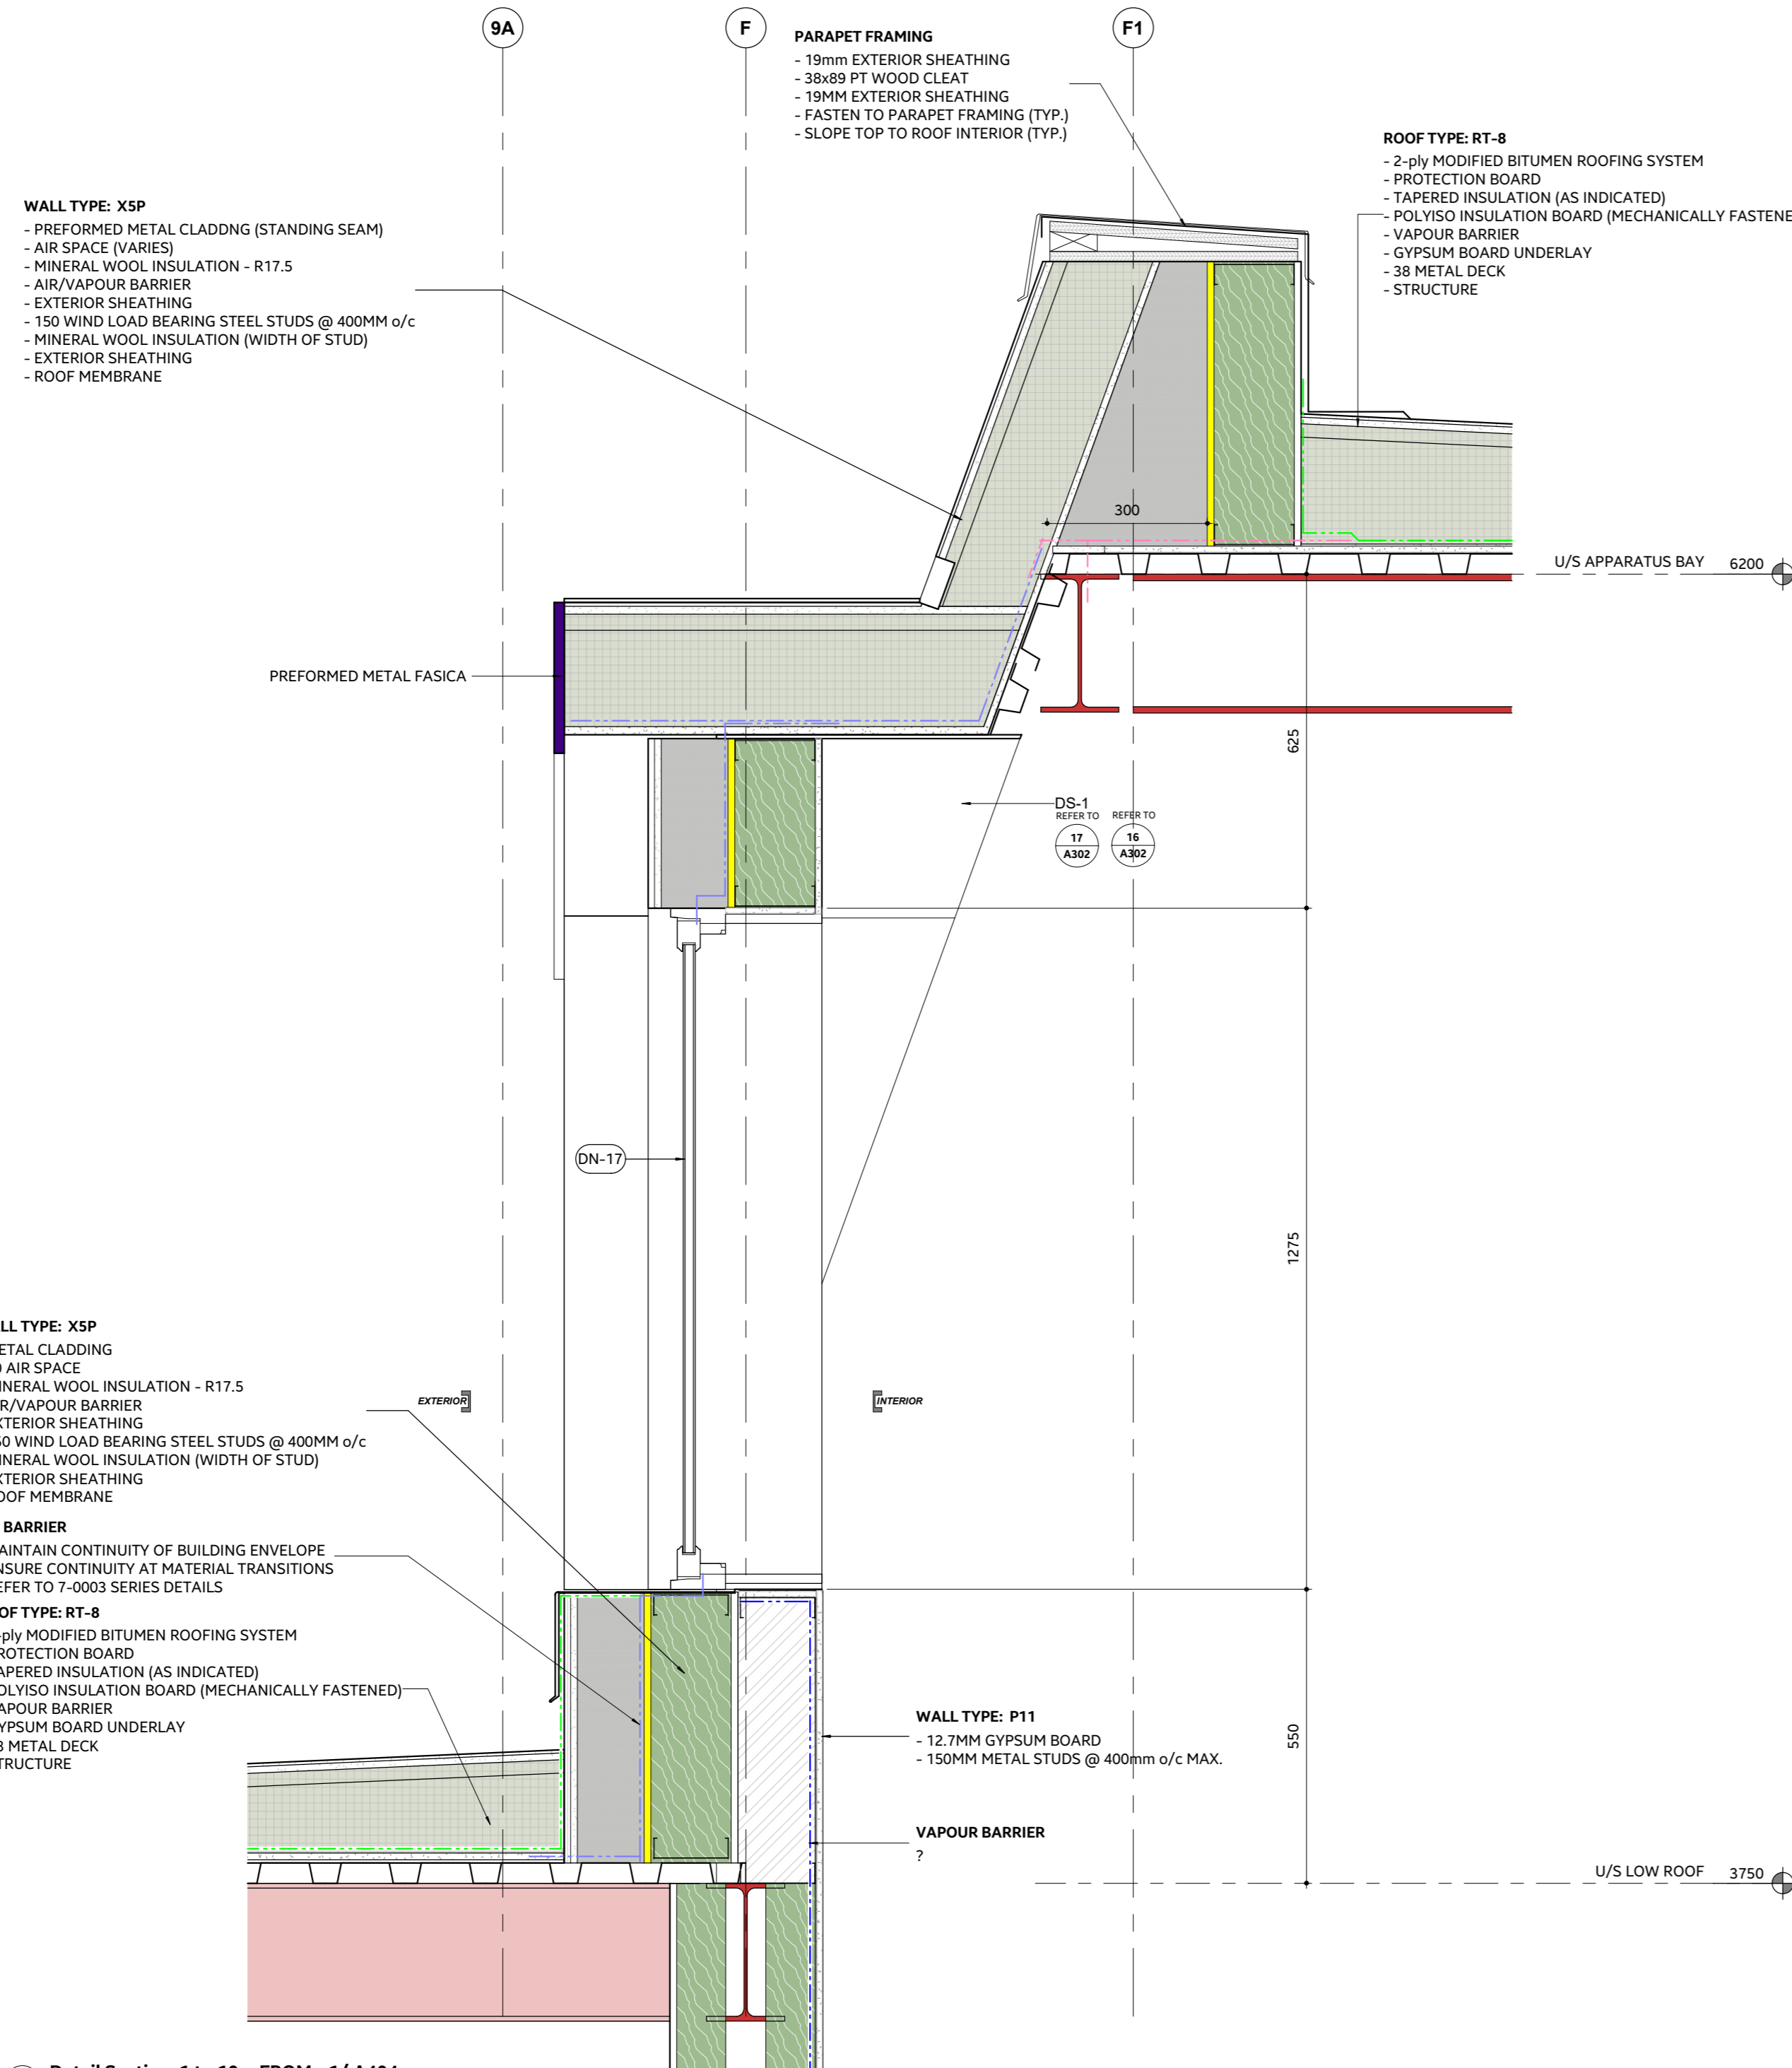 9A
F
F1
PARAPET FRAMING
- 19mm EXTERIOR SHEATHING
- 38x89 PT WOOD CLEAT
- 19MM EXTERIOR SHEATHING
- FASTEN TO PARAPET FRAMING (TYP.)
- SLOPE TOP TO ROOF INTERIOR (TYP.)
ROOF TYPE: RT-8
- 2-ply MODIFIED BITUMEN ROOFING SYSTEM
- PROTECTION BOARD
- TAPERED INSULATION (AS INDICATED)
- POLYISO INSULATION BOARD (MECHANICALLY FASTENE
- VAPOUR BARRIER
- GYPSUM BOARD UNDERLAY
- 38 METAL DECK
- STRUCTURE
WALL TYPE: X5P
- PREFORMED METAL CLADDNG (STANDING SEAM)
- AIR SPACE (VARIES)
- MINERAL WOOL INSULATION - R17.5
- AIR/VAPOUR BARRIER
- EXTERIOR SHEATHING
- 150 WIND LOAD BEARING STEEL STUDS @ 400MM o/c
- MINERAL WOOL INSULATION (WIDTH OF STUD)
- EXTERIOR SHEATHING
- ROOF MEMBRANE
300
U/S APPARATUS BAY 6200
PREFORMED METAL FASICA
625
DS-1
REFER TO REFER TO
17 16
A302 A302
DN-17
1275
LL TYPE: X5P
ETAL CLADDING
AIR SPACE
INERAL WOOL INSULATION - R17.5
R/VAPOUR BARRIER
XTERIOR SHEATHING
50 WIND LOAD BEARING STEEL STUDS @ 400MM o/c
INERAL WOOL INSULATION (WIDTH OF STUD)
XTERIOR SHEATHING
OOF MEMBRANE
EXTERIOR
INTERIOR
BARRIER
AINTAIN CONTINUITY OF BUILDING ENVELOPE
NSURE CONTINUITY AT MATERIAL TRANSITIONS
EFER TO 7-0003 SERIES DETAILS
OF TYPE: RT-8
-ply MODIFIED BITUMEN ROOFING SYSTEM
ROTECTION BOARD
APERED INSULATION (AS INDICATED)
OLYISO INSULATION BOARD (MECHANICALLY FASTENED)
APOUR BARRIER
YPSUM BOARD UNDERLAY
8 METAL DECK
TRUCTURE
WALL TYPE: P11
- 12.7MM GYPSUM BOARD
- 150MM METAL STUDS @ 400mm o/c MAX.
550
VAPOUR BARRIER
?
U/S LOW ROOF 3750